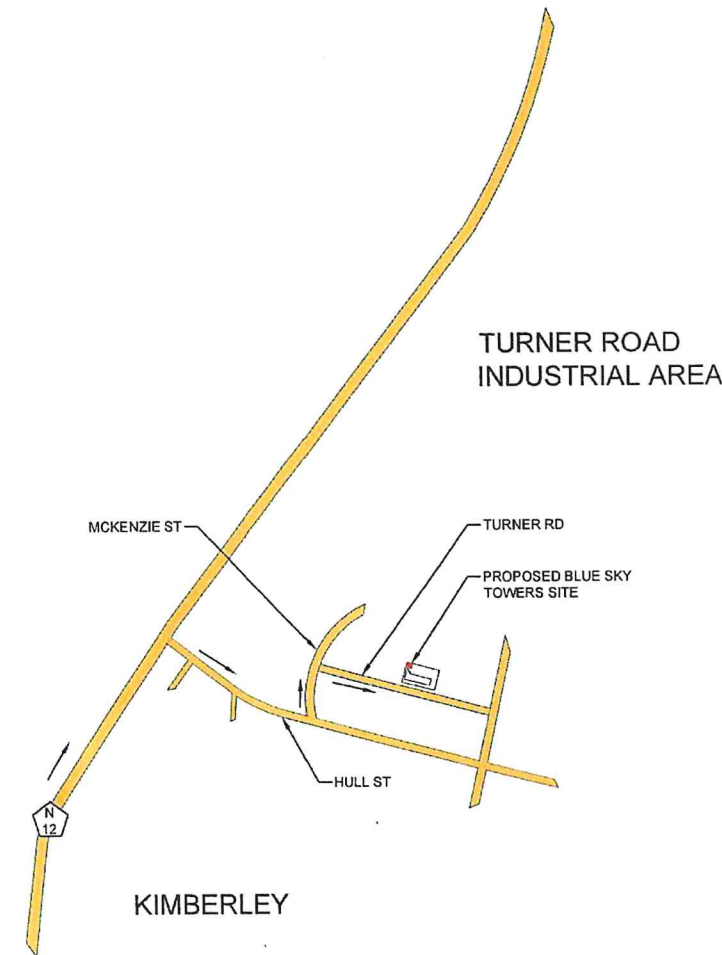 TURNER ROAD
INDUSTRIAL AREA
MCKENZIE ST
TURNER RD
PROPOSED BLUE SKY
TOWERS SITE
HULL ST
N
12
KIMBERLEY